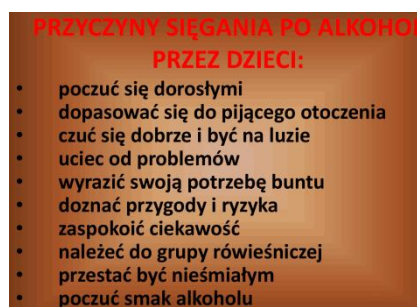 PRZYCZYNY SIĘGANIA PO ALKOHOL
PRZEZ DZIECI:
• poczuć się dorosłymi
• dopasować się do pijącego otoczenia
• czuć się dobrze i być na luzie
• uciec od problemów
• wyrazić swoją potrzebę buntu
• doznać przygody i ryzyka
• zaspokoić ciekawość
• należeć do grupy rówieśniczej
• przestać być nieśmiałym
• poczuć smak alkoholu